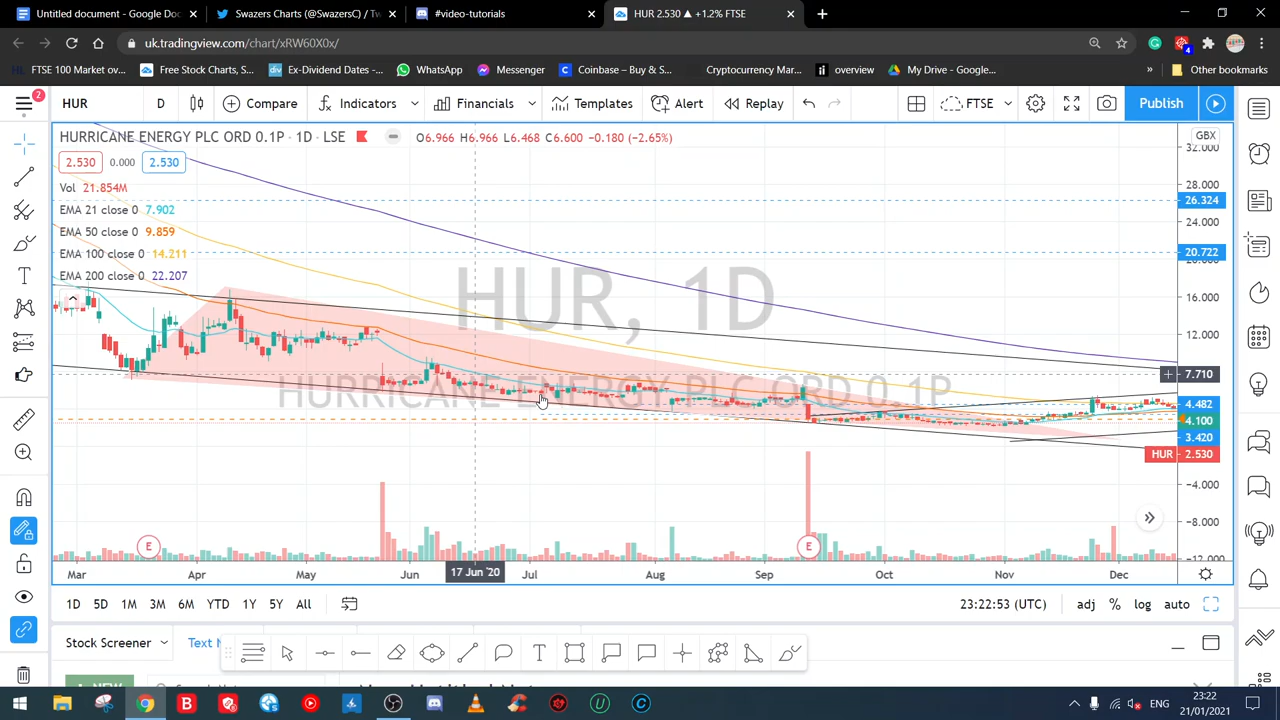 Untitled document - Google Doc
Swazers Charts (@SwazersC) / Tw
#video-tutorials
HUR 2.530 ▲ +1.2% FTSE
uk.tradingview.com/chart/xRW60X0x/
4
FTSE 100 Market ov...
Free Stock Charts, S...
Ex-Dividend Dates -...
WhatsApp
Messenger
Coinbase – Buy & S...
Cryptocurrency Mar...
overview
My Drive - Google...
»
Other bookmarks
2
HUR
D
Compare
Indicators
Financials
Templates
Alert
Replay
FTSE
Publish
HURRICANE ENERGY PLC ORD 0.1P · 1D · LSE
O6.966 H6.966 L6.468 C6.600 −0.180 (−2.65%)
GBX
2.530 0.000 2.530
Vol 21.854M
EMA 21 close 0 7.902
EMA 50 close 0 9.859
EMA 100 close 0 14.211
EMA 200 close 0 22.207
HUR, 1D
HURRICANE ENERGY PLC ORD 0.1P
32.000
28.000
26.324
24.000
20.722
16.000
12.000
7.710
4.482
4.100
3.420
HUR 2.530
−4.000
−8.000
−12.000
E
E
Mar
Apr
May
Jun
17 Jun '20
Jul
Aug
Sep
Oct
Nov
Dec
1D 5D 1M 3M 6M YTD 1Y 5Y All
23:22:53 (UTC)
adj % log auto
Stock Screener
Text N
NEW
ENG
23:22
21/01/2021